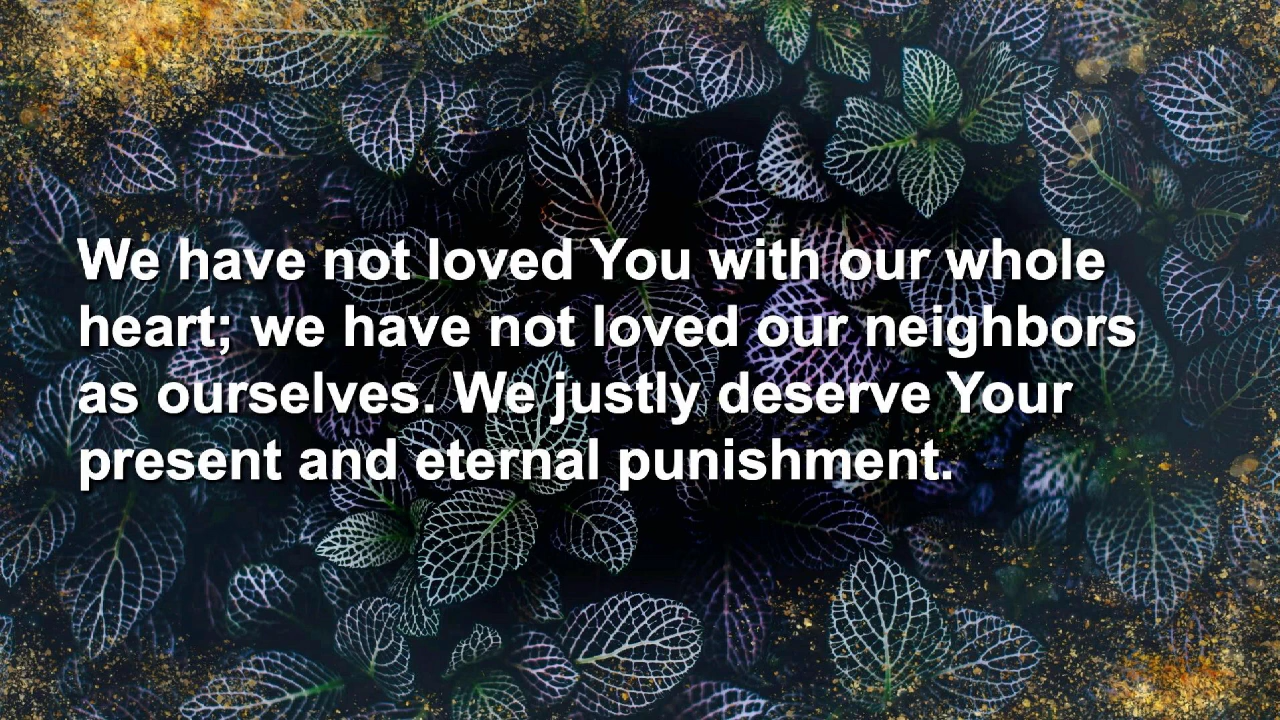 We have not loved You with our whole
heart; we have not loved our neighbors
as ourselves. We justly deserve Your
present and eternal punishment.